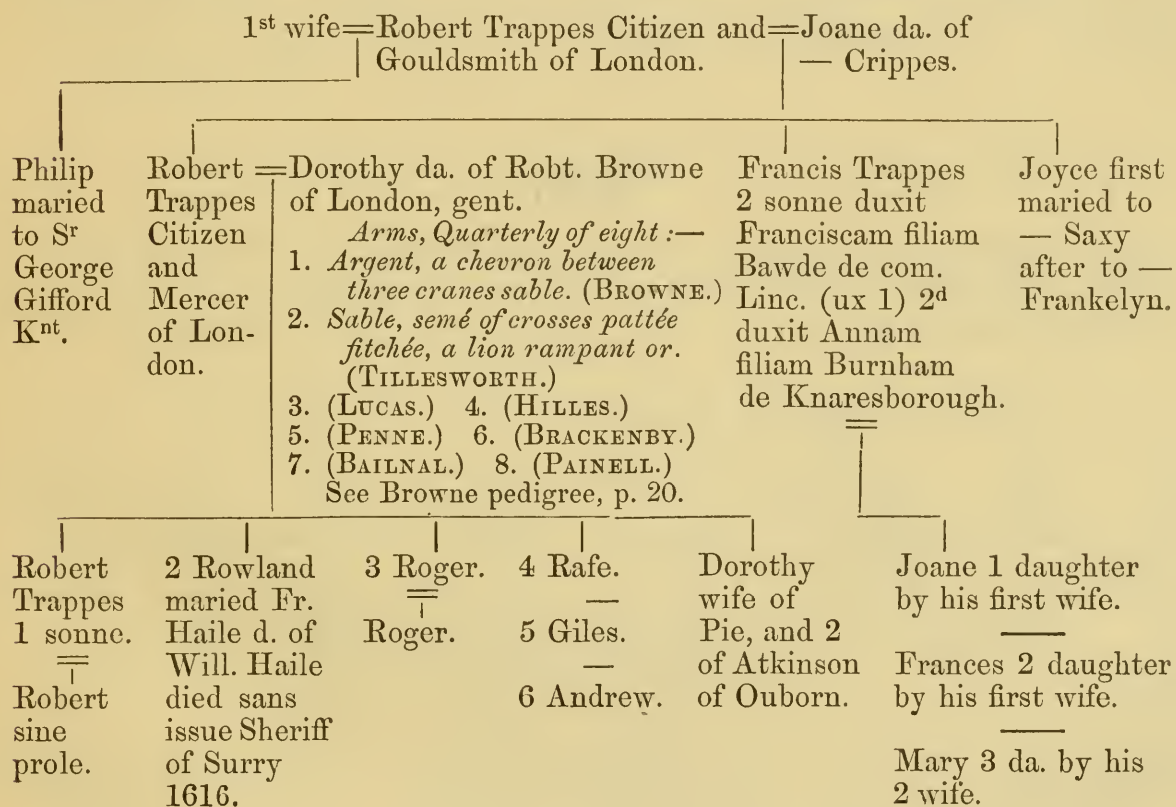 1st wife=Robert Trappes Citizen and=Joane da. of
Gouldsmith of London. — Crippes.
Philip
maried
to Sr
George
Gifford
Knt.
Robert
Trappes
Citizen
and
Mercer
of Lon-
don.
=Dorothy da. of Robt. Browne
of London, gent.
Arms, Quarterly of eight:—
1. Argent, a chevron between
three cranes sable. (BROWNE.)
2. Sable, semé of crosses pattée
fitchée, a lion rampant or.
(TILLESWORTH.)
3. (LUCAS.) 4. (HILLES.)
5. (PENNE.) 6. (BRACKENBY.)
7. (BAILNAL.) 8. (PAINELL.)
See Browne pedigree, p. 20.
Francis Trappes
2 sonne duxit
Franciscam filiam
Bawde de com.
Linc. (ux 1) 2d
duxit Annam
filiam Burnham
de Knaresborough.
=
Joyce first
maried to
— Saxy
after to —
Frankelyn.
Robert
Trappes
1 sonne.
=
Robert
sine
prole.
2 Rowland
maried Fr.
Haile d. of
Will. Haile
died sans
issue Sheriff
of Surry
1616.
3 Roger.
=
Roger.
4 Rafe.
—
5 Giles.
—
6 Andrew.
Dorothy
wife of
Pie, and 2
of Atkinson
of Ouborn.
Joane 1 daughter
by his first wife.
—
Frances 2 daughter
by his first wife.
—
Mary 3 da. by his
2 wife.